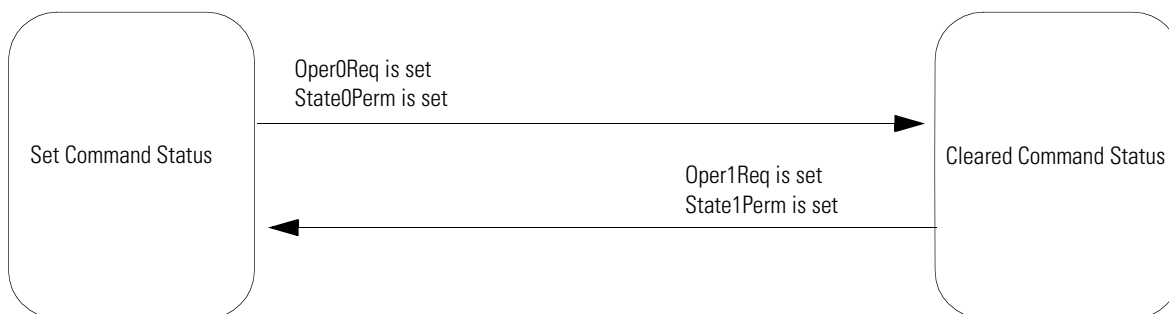 Oper0Req is set
State0Perm is set
Set Command Status
Cleared Command Status
Oper1Req is set
State1Perm is set